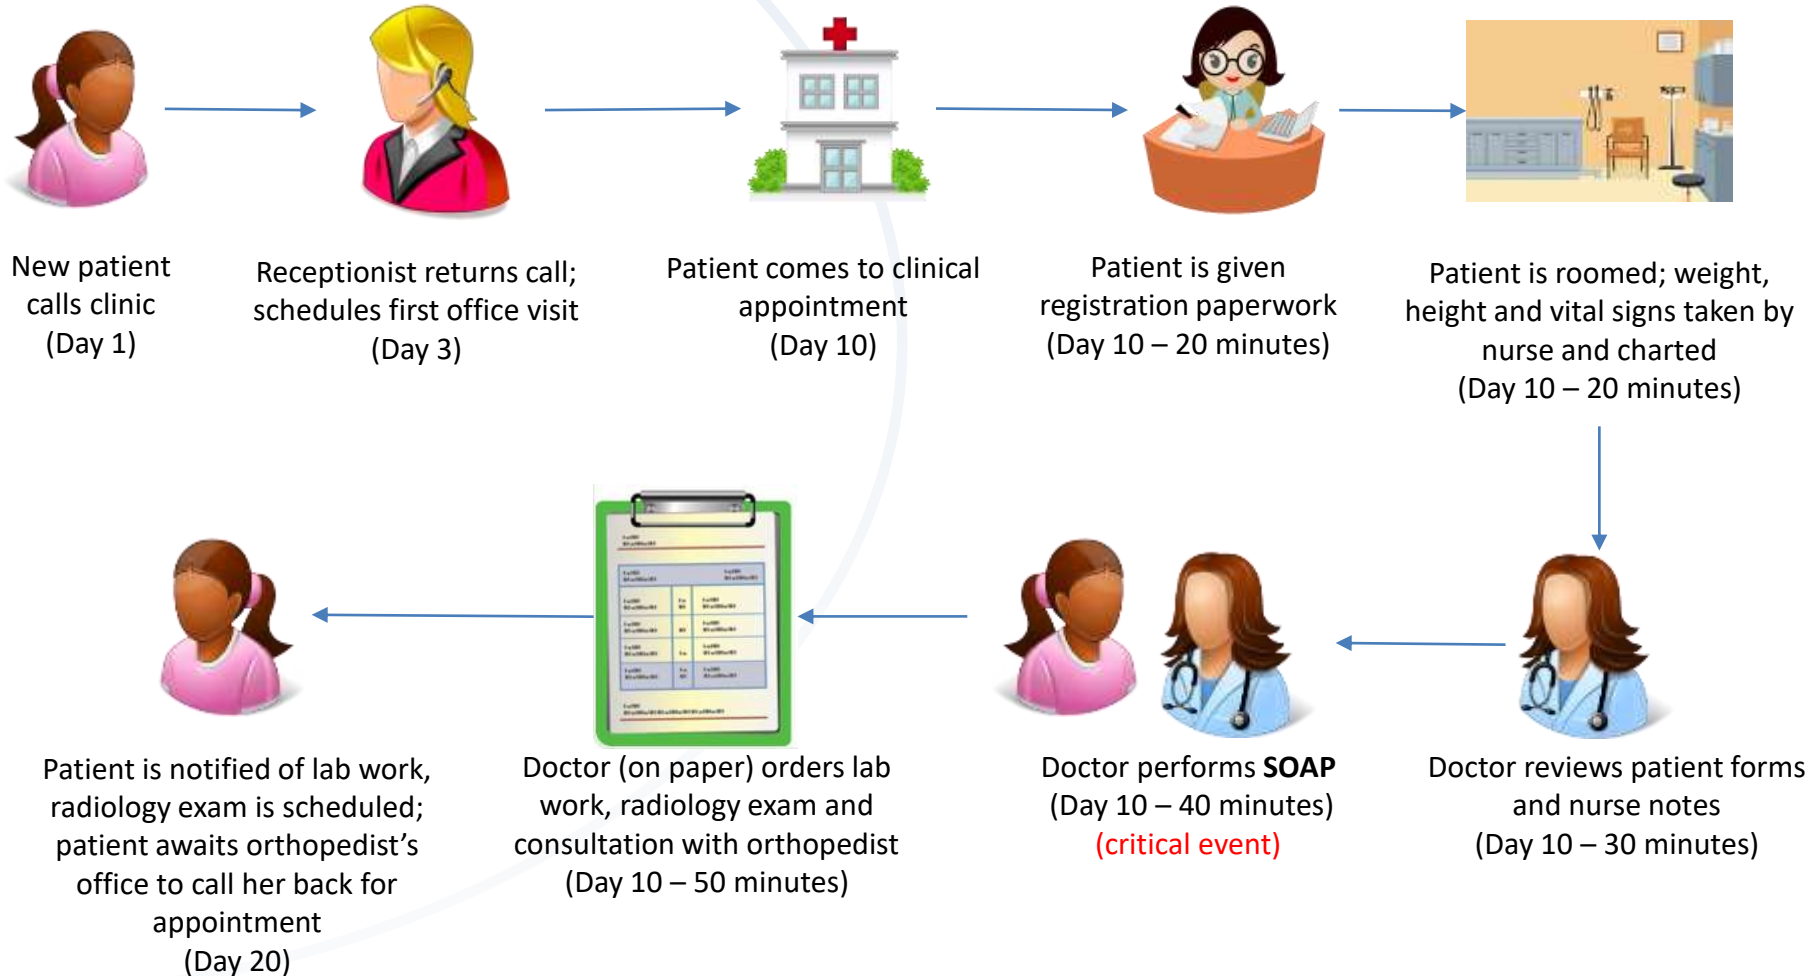 New patient
calls clinic
(Day 1)
Receptionist returns call;
schedules first office visit
(Day 3)
Patient comes to clinical
appointment
(Day 10)
Patient is given
registration paperwork
(Day 10 – 20 minutes)
Patient is roomed; weight,
height and vital signs taken by
nurse and charted
(Day 10 – 20 minutes)
Doctor reviews patient forms
and nurse notes
(Day 10 – 30 minutes)
Doctor performs SOAP
(Day 10 – 40 minutes)
(critical event)
Doctor (on paper) orders lab
work, radiology exam and
consultation with orthopedist
(Day 10 – 50 minutes)
Patient is notified of lab work,
radiology exam is scheduled;
patient awaits orthopedist’s
office to call her back for
appointment
(Day 20)